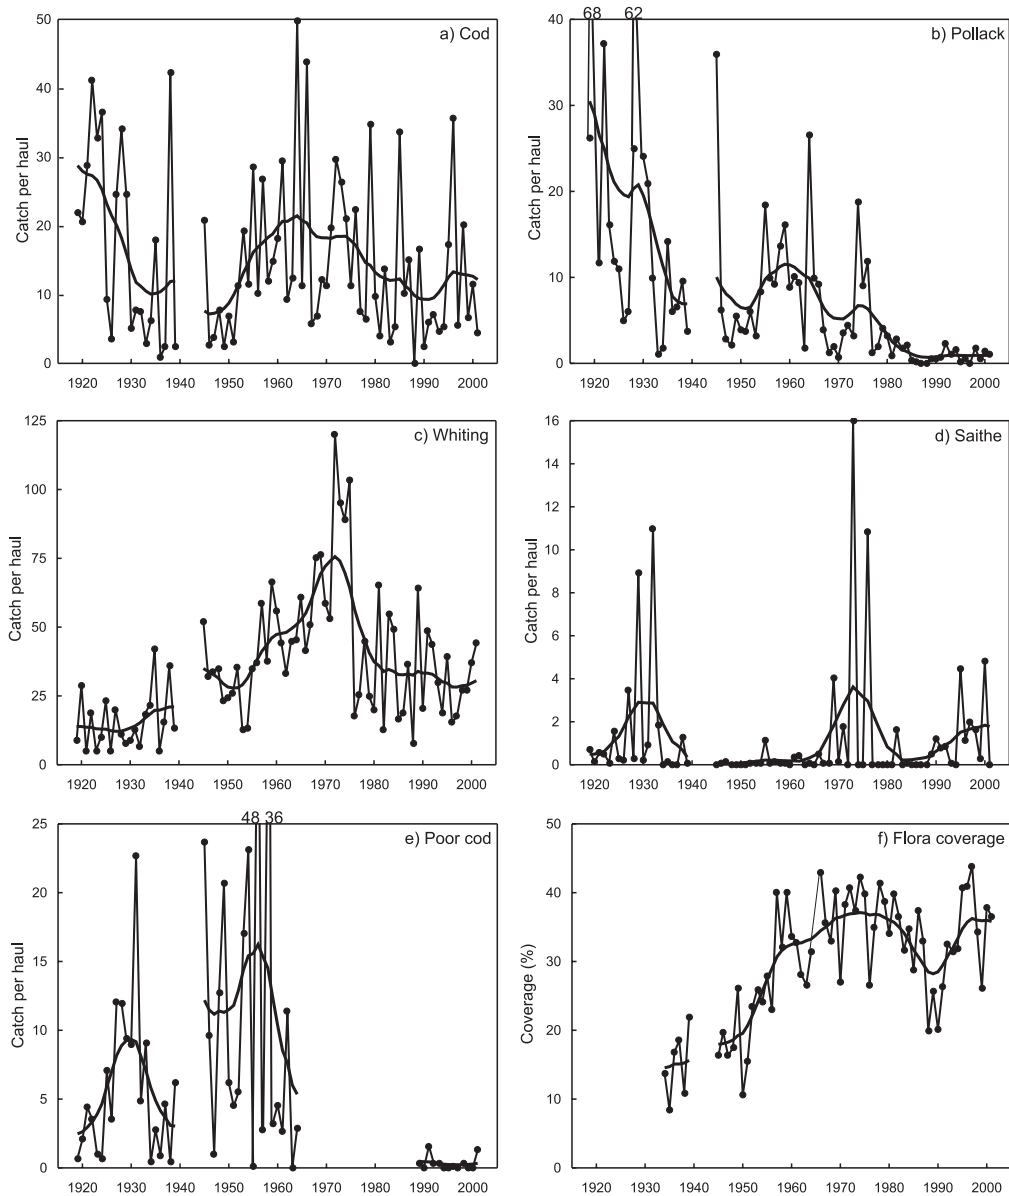 68 62
50 a) Cod 40 b) Pollack
40
30 30
20 20
10 10
0 0
Catch per haul Catch per haul
1920 1930 1940 1950 1960 1970 1980 1990 2000 1920 1930 1940 1950 1960 1970 1980 1990 2000
125 c) Whiting 16 d) Saithe
14
100 12
75 10
8
50 6
4
25 2
0 0
Catch per haul Catch per haul
1920 1930 1940 1950 1960 1970 1980 1990 2000 1920 1930 1940 1950 1960 1970 1980 1990 2000
48 36
25 e) Poor cod 50 f) Flora coverage
20 40
15 30
10 20
5 10
0 0
Catch per haul Coverage (%)
1920 1930 1940 1950 1960 1970 1980 1990 2000 1920 1930 1940 1950 1960 1970 1980 1990 2000